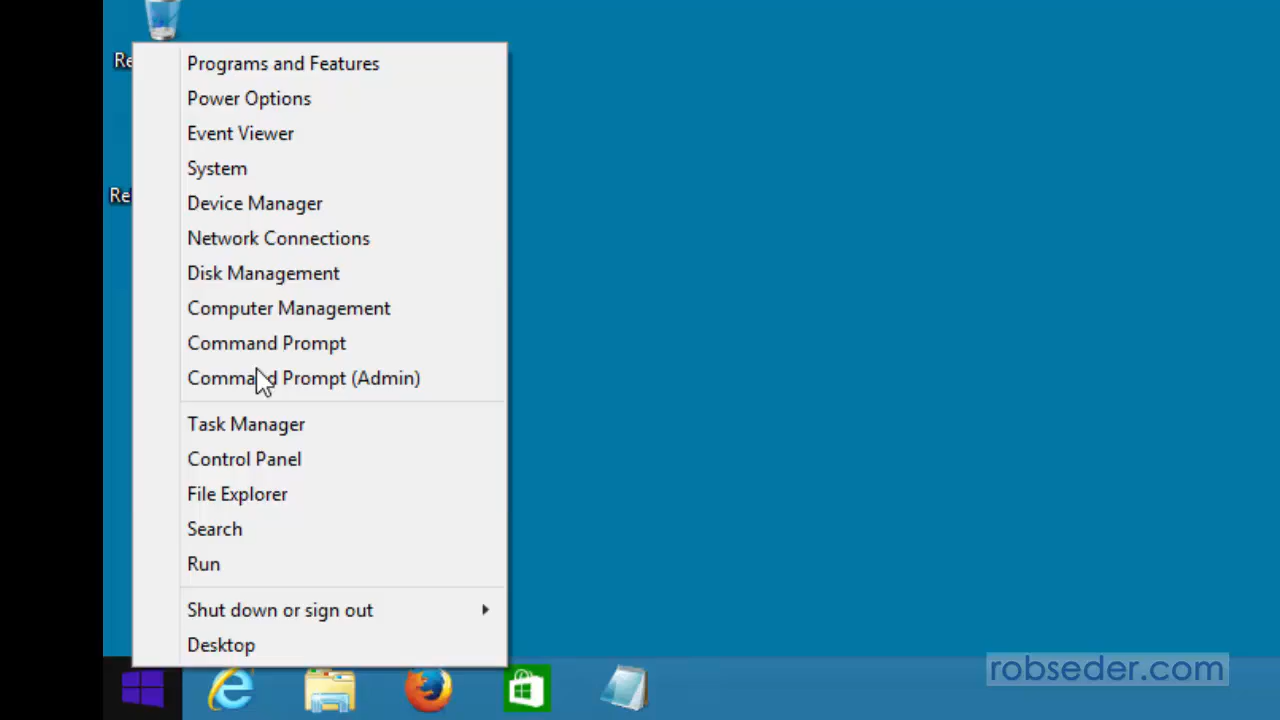 Re
Programs and Features
Power Options
Event Viewer
System
Re
Device Manager
Network Connections
Disk Management
Computer Management
Command Prompt
Command Prompt (Admin)
Task Manager
Control Panel
File Explorer
Search
Run
Shut down or sign out
Desktop
robseder.com